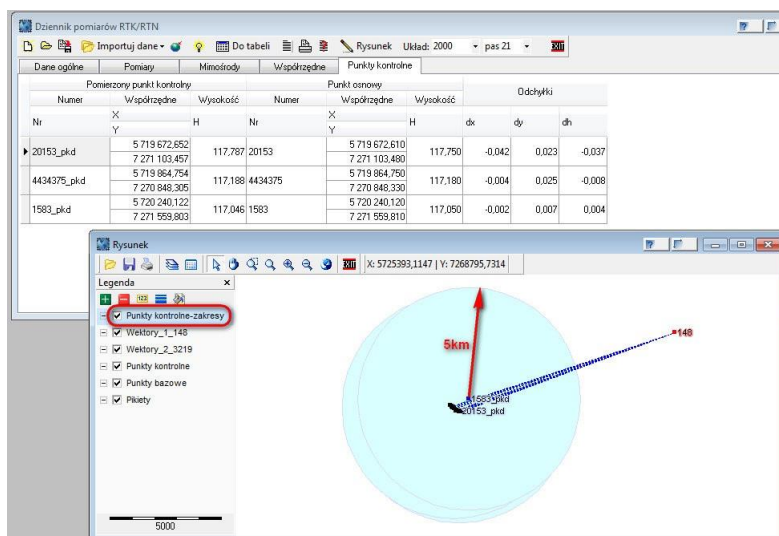 Dziennik pomiarów RTK/RTN
Importuj dane Do tabeli Rysunek Układ: 2000 pas 21 EXIT
Dane ogólne Pomiary Mimośrody Współrzędne Punkty kontrolne
Pomierzony punkt kontrolny Punkt osnowy Odchyłki
Numer Współrzędne Wysokość Numer Współrzędne Wysokość
Nr X H Nr X H dx dy dh
Y Y
20153_pkd 5 719 672,652 117,787 20153 5 719 672,610 117,750 -0,042 0,023 -0,037
7 271 103,457 7 271 103,480
4434375_pkd 5 719 864,754 117,188 4434375 5 719 864,750 117,180 -0,004 0,025 -0,008
7 270 848,305 7 270 848,330
1583_pkd 5 720 240,122 117,046 1583 5 720 240,120 117,050 -0,002 0,007 0,004
7 271 559,803 7 271 559,810
Rysunek
EXIT X: 5725393,1147 | Y: 7268795,7314
Legenda x
123
Punkty kontrolne-zakresy
Wektory_1_148
Wektory_2_3219
Punkty kontrolne
Punkty bazowe
Pikiety
5000
5km
148
1583_pkd
20153_pkd